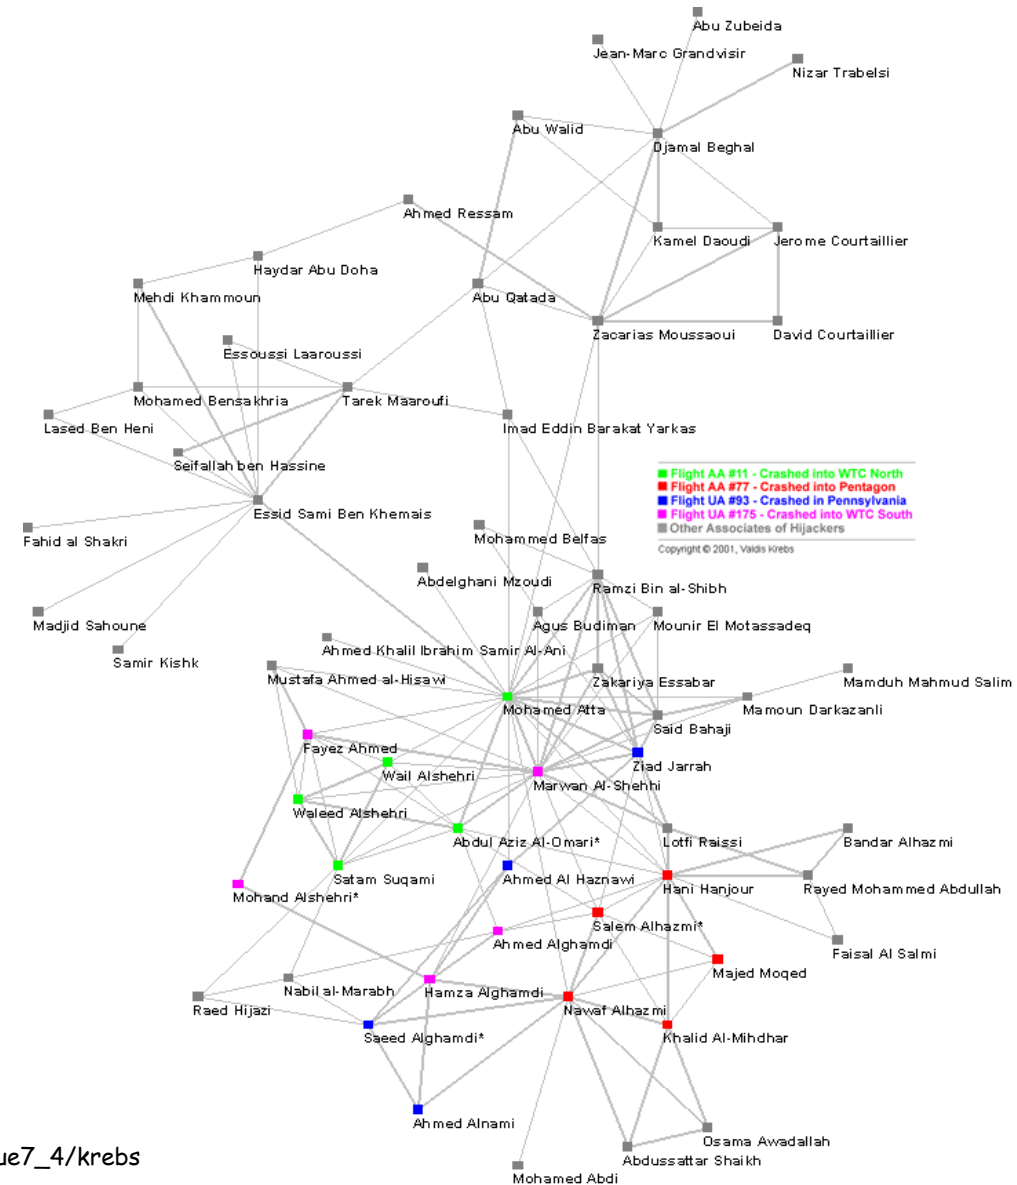 Abu Zubeida
Jean-Marc Grandvisir
Nizar Trabelsi
Abu Walid
Djamal Beghal
Ahmed Ressam
Kamel Daoudi
Jerome Courtaillier
Haydar Abu Doha
Mehdi Khammoun
Abu Qatada
Zacarias Moussaoui
David Courtaillier
Essoussi Laaroussi
Mohamed Bensakhria
Tarek Maaroufi
Lased Ben Heni
Imad Eddin Barakat Yarkas
Seifallah ben Hassine
Flight AA #11 - Crashed into WTC North
Flight AA #77 - Crashed into Pentagon
Flight UA #93 - Crashed in Pennsylvania
Flight UA #175 - Crashed into WTC South
Other Associates of Hijackers
Copyright © 2001, Valdis Krebs
Essid Sami Ben Khemais
Fahid al Shakri
Mohammed Belfas
Abdelghani Mzoudi
Ramzi Bin al-Shibh
Madjid Sahoune
Agus Budiman
Mounir El Motassadeq
Samir Kishk
Ahmed Khalil Ibrahim Samir Al-Ani
Mustafa Ahmed al-Hisawi
Zakariya Essabar
Mamduh Mahmud Salim
Mohamed Atta
Mamoun Darkazanli
Said Bahaji
Fayez Ahmed
Ziad Jarrah
Wail Alshehri
Marwan Al-Shehhi
Waleed Alshehri
Abdul Aziz Al-Omari*
Lotfi Raissi
Bandar Alhazmi
Satam Suqami
Ahmed Al Haznawi
Hani Hanjour
Rayed Mohammed Abdullah
Mohand Alshehri*
Salem Alhazmi*
Ahmed Alghamdi
Faisal Al Salmi
Majed Moqed
Nabil al-Marabh
Hamza Alghamdi
Raed Hijazi
Nawaf Alhazmi
Saeed Alghamdi*
Khalid Al-Mihdhar
Ahmed Alnami
Osama Awadallah
Abdussattar Shaikh
ue7_4/krebs
Mohamed Abdi